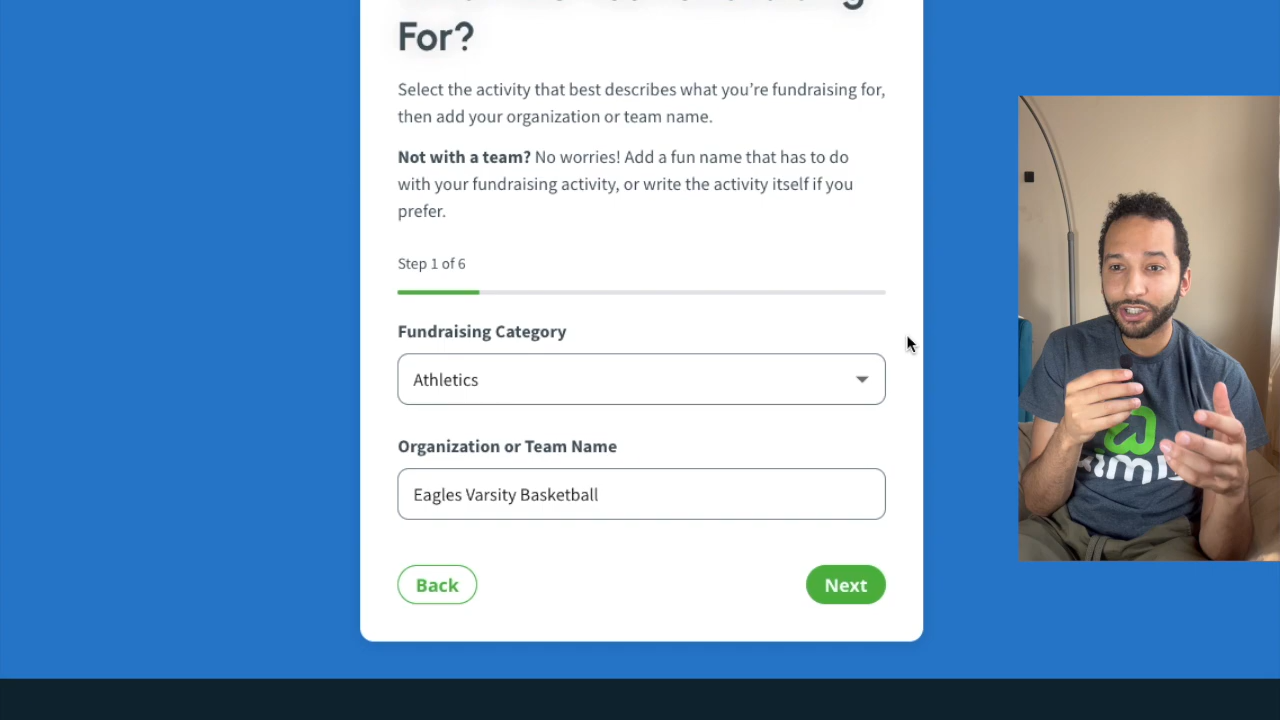 For?
Select the activity that best describes what you’re fundraising for,
then add your organization or team name.
Not with a team? No worries! Add a fun name that has to do
with your fundraising activity, or write the activity itself if you
prefer.
Step 1 of 6
Fundraising Category
Athletics
Organization or Team Name
Eagles Varsity Basketball
Back
Next